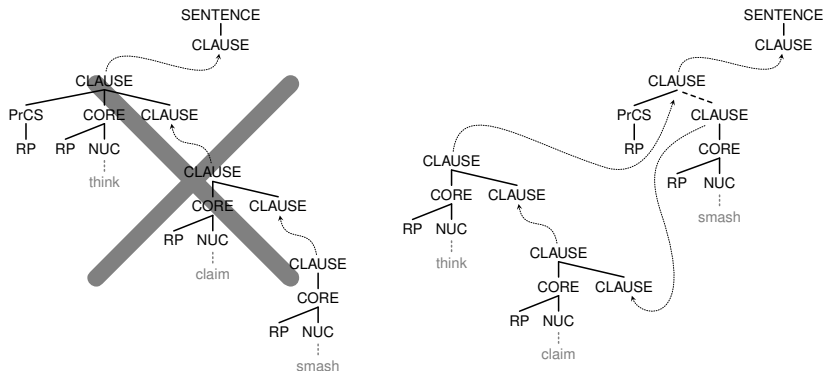 SENTENCE
CLAUSE
CLAUSE
PrCS CORE CLAUSE
RP RP NUC
think
CLAUSE
CORE CLAUSE
RP NUC
claim
CLAUSE
CORE
RP NUC
smash
SENTENCE
CLAUSE
CLAUSE
PrCS CLAUSE
RP CORE
RP NUC
smash
CLAUSE
CORE CLAUSE
RP NUC
think
CLAUSE
CORE CLAUSE
RP NUC
claim